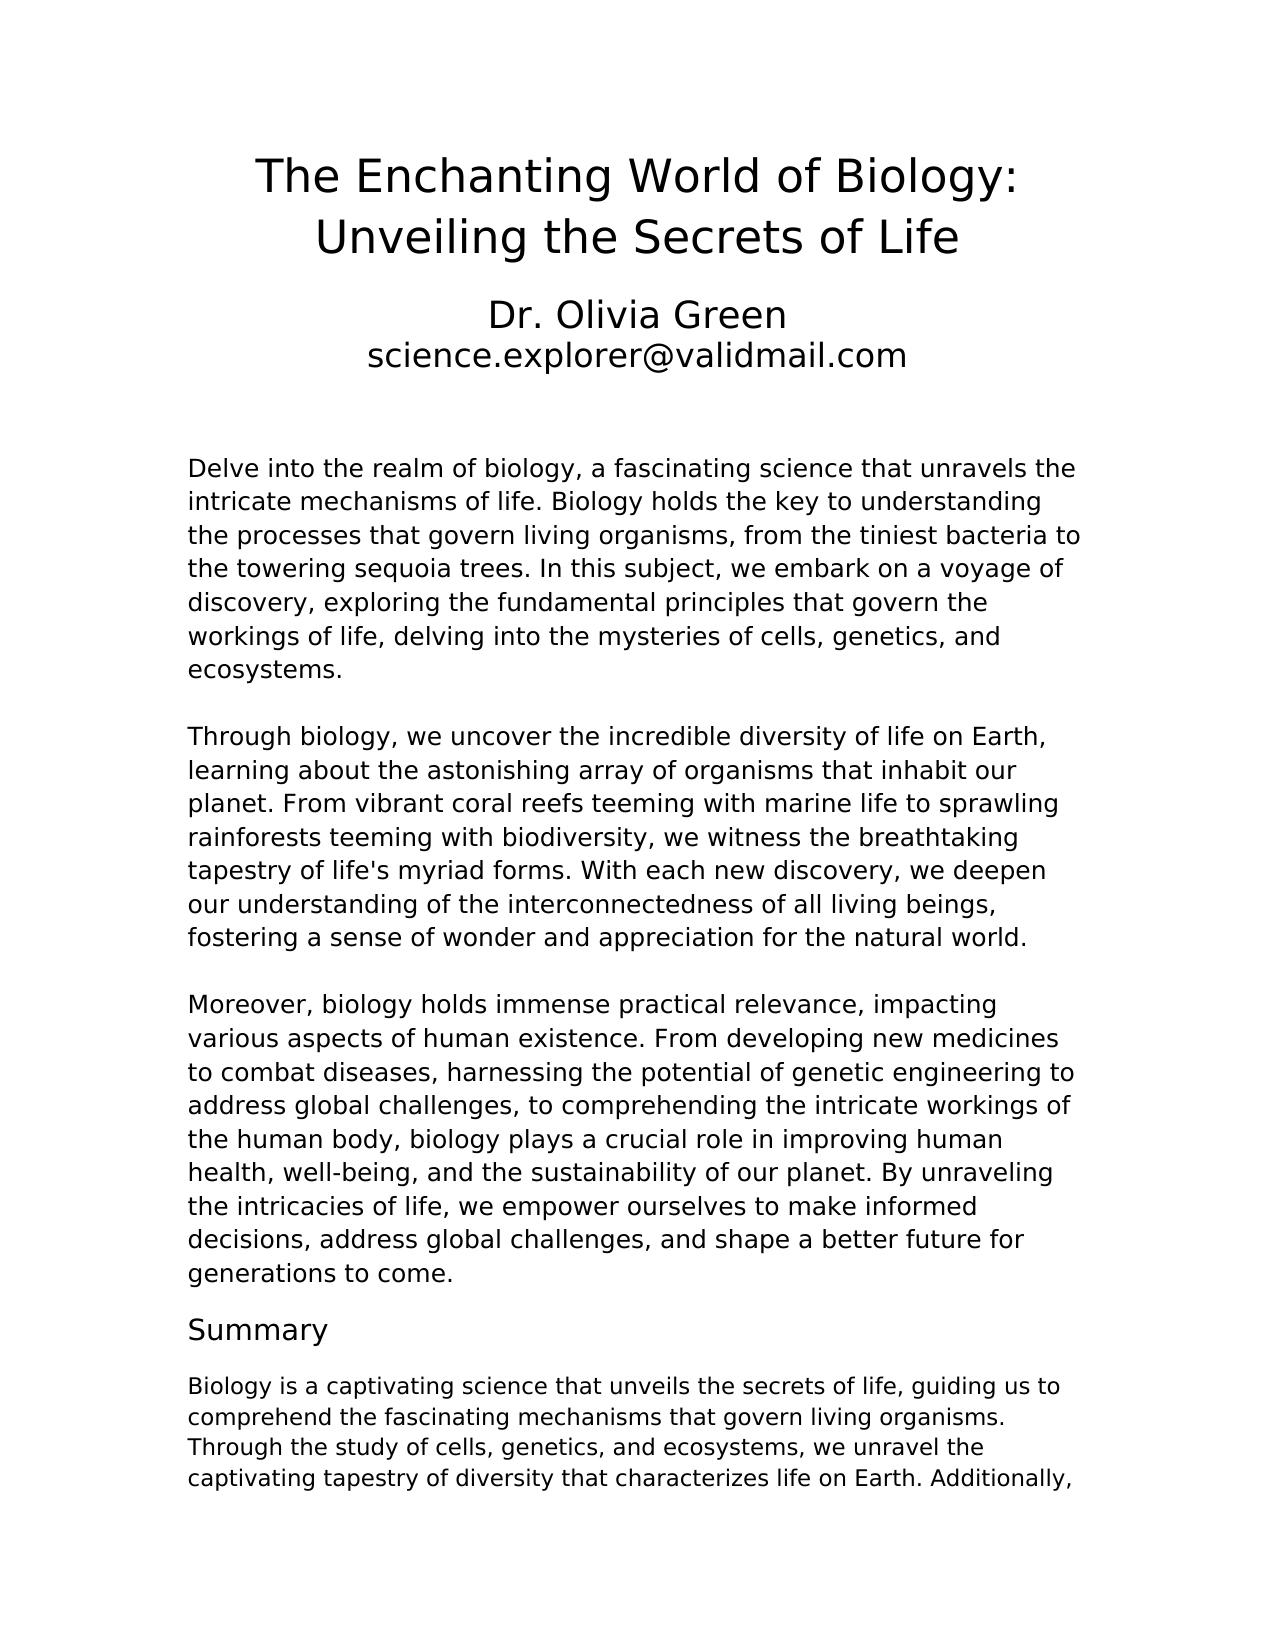 The Enchanting World of Biology:
Unveiling the Secrets of Life
Dr. Olivia Green
science.explorer@validmail.com
Delve into the realm of biology, a fascinating science that unravels the
intricate mechanisms of life. Biology holds the key to understanding
the processes that govern living organisms, from the tiniest bacteria to
the towering sequoia trees. In this subject, we embark on a voyage of
discovery, exploring the fundamental principles that govern the
workings of life, delving into the mysteries of cells, genetics, and
ecosystems.
Through biology, we uncover the incredible diversity of life on Earth,
learning about the astonishing array of organisms that inhabit our
planet. From vibrant coral reefs teeming with marine life to sprawling
rainforests teeming with biodiversity, we witness the breathtaking
tapestry of life's myriad forms. With each new discovery, we deepen
our understanding of the interconnectedness of all living beings,
fostering a sense of wonder and appreciation for the natural world.
Moreover, biology holds immense practical relevance, impacting
various aspects of human existence. From developing new medicines
to combat diseases, harnessing the potential of genetic engineering to
address global challenges, to comprehending the intricate workings of
the human body, biology plays a crucial role in improving human
health, well-being, and the sustainability of our planet. By unraveling
the intricacies of life, we empower ourselves to make informed
decisions, address global challenges, and shape a better future for
generations to come.
Summary
Biology is a captivating science that unveils the secrets of life, guiding us to
comprehend the fascinating mechanisms that govern living organisms.
Through the study of cells, genetics, and ecosystems, we unravel the
captivating tapestry of diversity that characterizes life on Earth. Additionally,